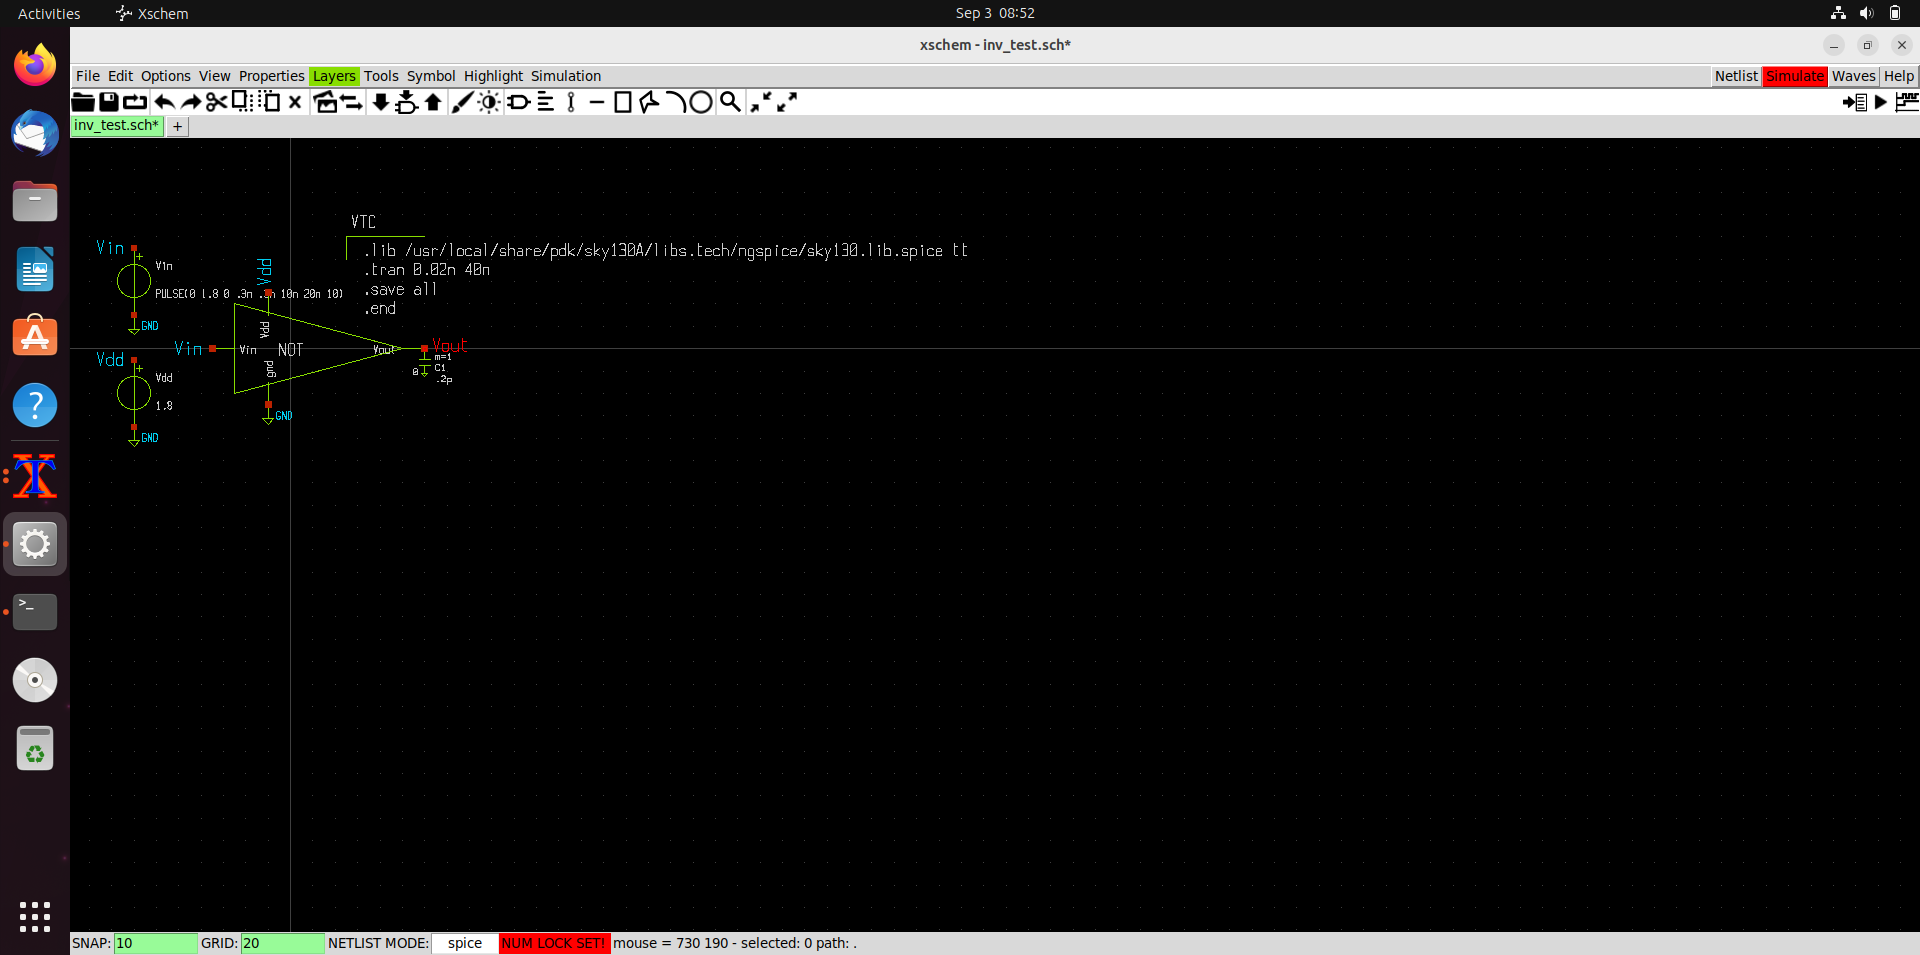 Activities Xschem Sep 3 08:52
xschem - inv_test.sch*
File Edit Options View Properties Layers Tools Symbol Highlight Simulation Netlist Simulate Waves Help
inv_test.sch* +
VTC
.lib /usr/local/share/pdk/sky130A/libs.tech/ngspice/sky130.lib.spice tt
.tran 0.02n 40n
.save all
.end
Vin
Vin
PULSE(0 1.8 0 .3n 10n 20n 10)
GND
Vdd
Vdd
Vin Vin NOT Vout Vout
gnd
GND
m=1
C1
.2p
0
Vdd
Vdd
1.8
GND
SNAP: 10 GRID: 20 NETLIST MODE: spice NUM LOCK SET! mouse = 730 190 - selected: 0 path: .